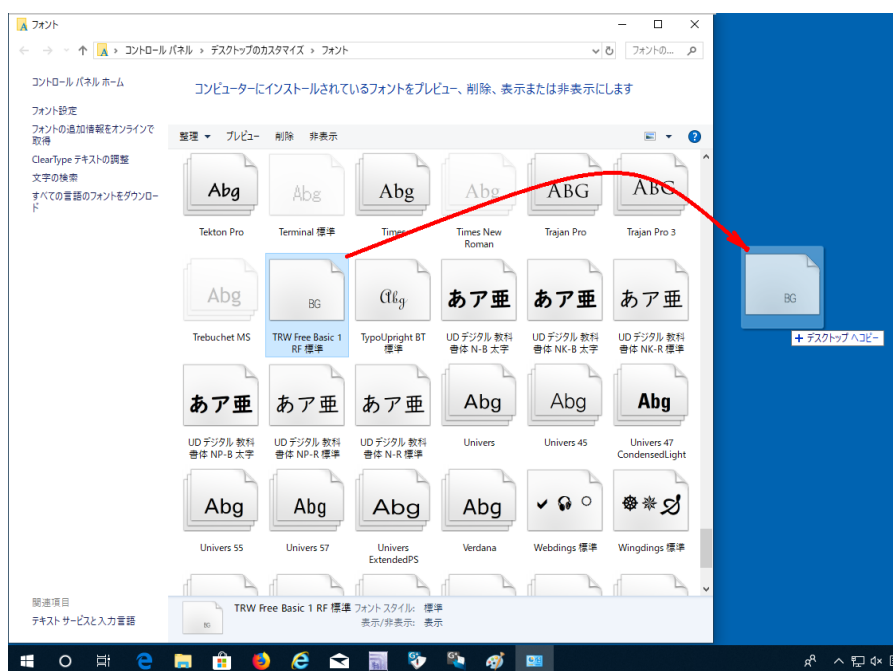 フォント
コントロール パネル › デスクトップのカスタマイズ › フォント
フォントの...
コントロール パネル ホーム
フォント設定
フォントの追加情報をオンラインで
取得
ClearType テキストの調整
文字の検索
すべての言語のフォントをダウンロー
ド
コンピューターにインストールされているフォントをプレビュー、削除、表示または非表示にします
整理 プレビュー 削除 非表示
Abg Abg Abg Abg ABG ABG
Tekton Pro Terminal 標準 Times Times New Trajan Pro Trajan Pro 3
Roman
Abg BG Abg あア亜 あア亜 あア亜
Trebuchet MS TRW Free Basic 1 TypoUpright BT UD デジタル 教科 UD デジタル 教科 UD デジタル 教科
RF 標準 標準 書体 N-B 太字 書体 NK-B 太字 書体 NK-R 標準
BG
+ デスクトップ へコピー
あア亜 あア亜 あア亜 Abg Abg Abg
UD デジタル 教科 UD デジタル 教科 UD デジタル 教科 Univers Univers 45 Univers 47
書体 NP-B 太字 書体 NP-R 標準 書体 N-R 標準 CondensedLight
Abg Abg Abg Abg
Univers 55 Univers 57 Univers Verdana Webdings 標準 Wingdings 標準
ExtendedPS
関連項目
テキスト サービスと入力言語
BG
TRW Free Basic 1 RF 標準 フォント スタイル: 標準
表示/非表示: 表示